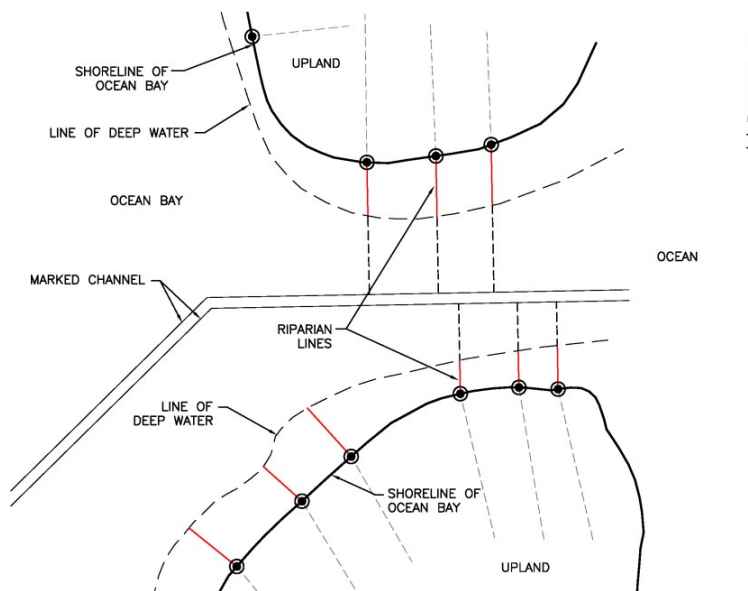 SHORELINE OF
OCEAN BAY
UPLAND
LINE OF DEEP WATER
OCEAN BAY
OCEAN
MARKED CHANNEL
RIPARIAN
LINES
LINE OF
DEEP WATER
SHORELINE OF
OCEAN BAY
UPLAND